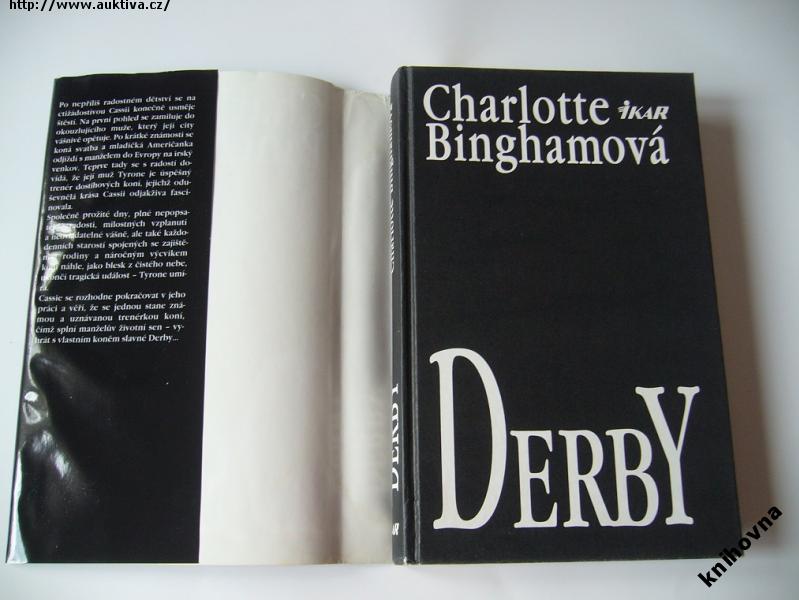 http://www.auktiva.cz/
Po nepříliš radostném dětství se na
ctižádostivou Cassii konečně usměje
štěstí. Na první pohled se zamiluje do
okouzlujícího muže, který její city
vášnivě opětuje. Po krátké známosti se
koná svatba a mladičká Američanka
odjíždí s manželem do Evropy na irský
venkov. Teprve tady se s radostí do-
vídá, že její muž Tyrone je úspěšný
trenér dostihových koní, jejichž odu-
ševnělá krása Cassii odjakživa fasci-
novala.
Společně prožité dny, plné nepopsa-
radosti, milostných vzplanutí
a neovladatelné vášně, ale také každo-
denních starostí spojených se zajiště-
rodiny a náročným výcvikem
náhle, jako blesk z čistého nebe,
tragická událost – Tyrone umí-
rá.
Cassie se rozhodne pokračovat v jeho
práci a věří, že se jednou stane zná-
mou a uznávanou trenérkou koní,
čímž splní manželův životní sen – vy-
hrát s vlastním koněm slavné Derby...
Charlotte Binghamová
DERBY
Charlotte IKAR
Binghamová
DERBY
knihovna